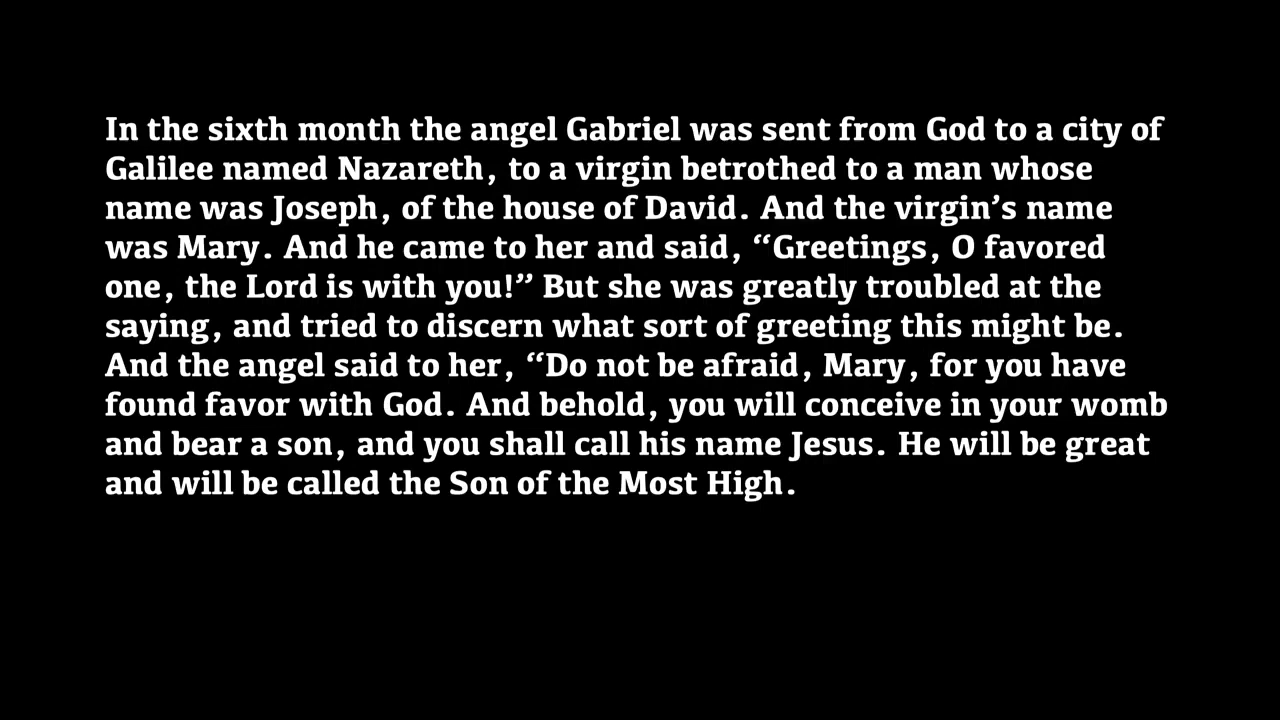 In the sixth month the angel Gabriel was sent from God to a city of
Galilee named Nazareth, to a virgin betrothed to a man whose
name was Joseph, of the house of David. And the virgin’s name
was Mary. And he came to her and said, “Greetings, O favored
one, the Lord is with you!” But she was greatly troubled at the
saying, and tried to discern what sort of greeting this might be.
And the angel said to her, “Do not be afraid, Mary, for you have
found favor with God. And behold, you will conceive in your womb
and bear a son, and you shall call his name Jesus. He will be great
and will be called the Son of the Most High.